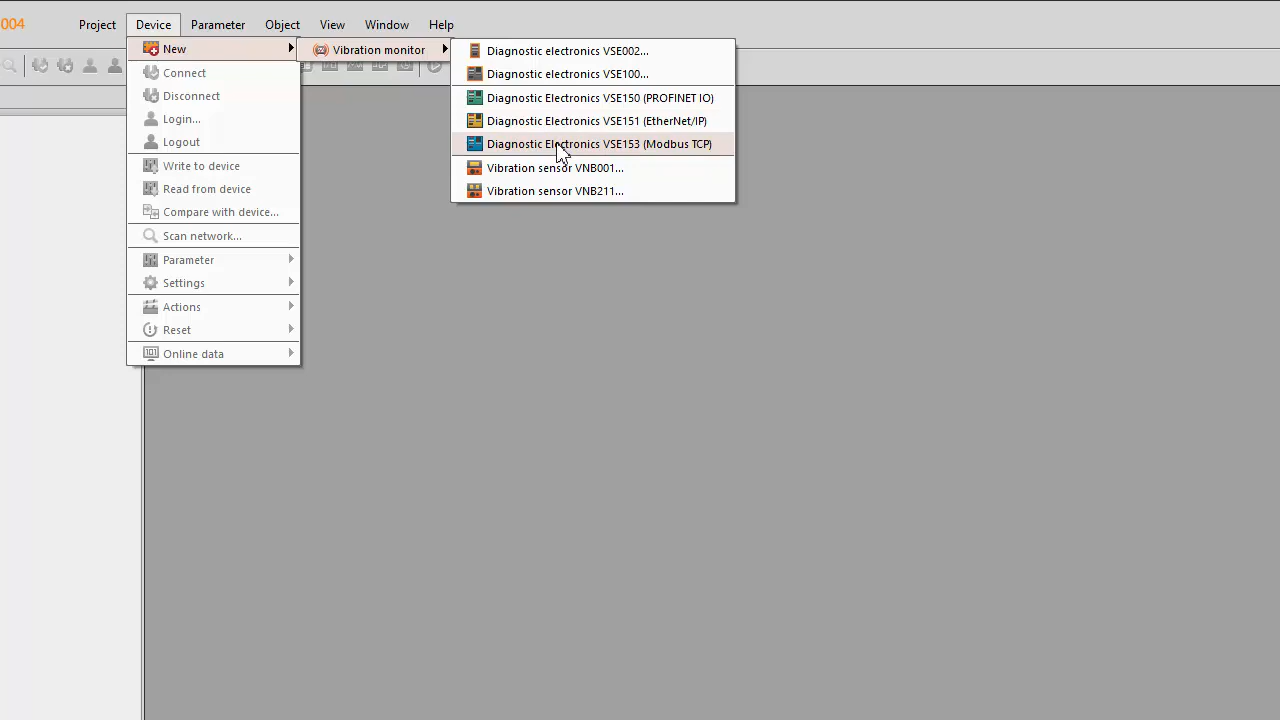 004
Project Device Parameter Object View Window Help
New
Connect
Disconnect
Login...
Logout
Write to device
Read from device
Compare with device...
Scan network...
Parameter
Settings
Actions
Reset
Online data
Vibration monitor
Diagnostic electronics VSE002...
Diagnostic electronics VSE100...
Diagnostic Electronics VSE150 (PROFINET IO)
Diagnostic Electronics VSE151 (EtherNet/IP)
Diagnostic Electronics VSE153 (Modbus TCP)
Vibration sensor VNB001...
Vibration sensor VNB211...